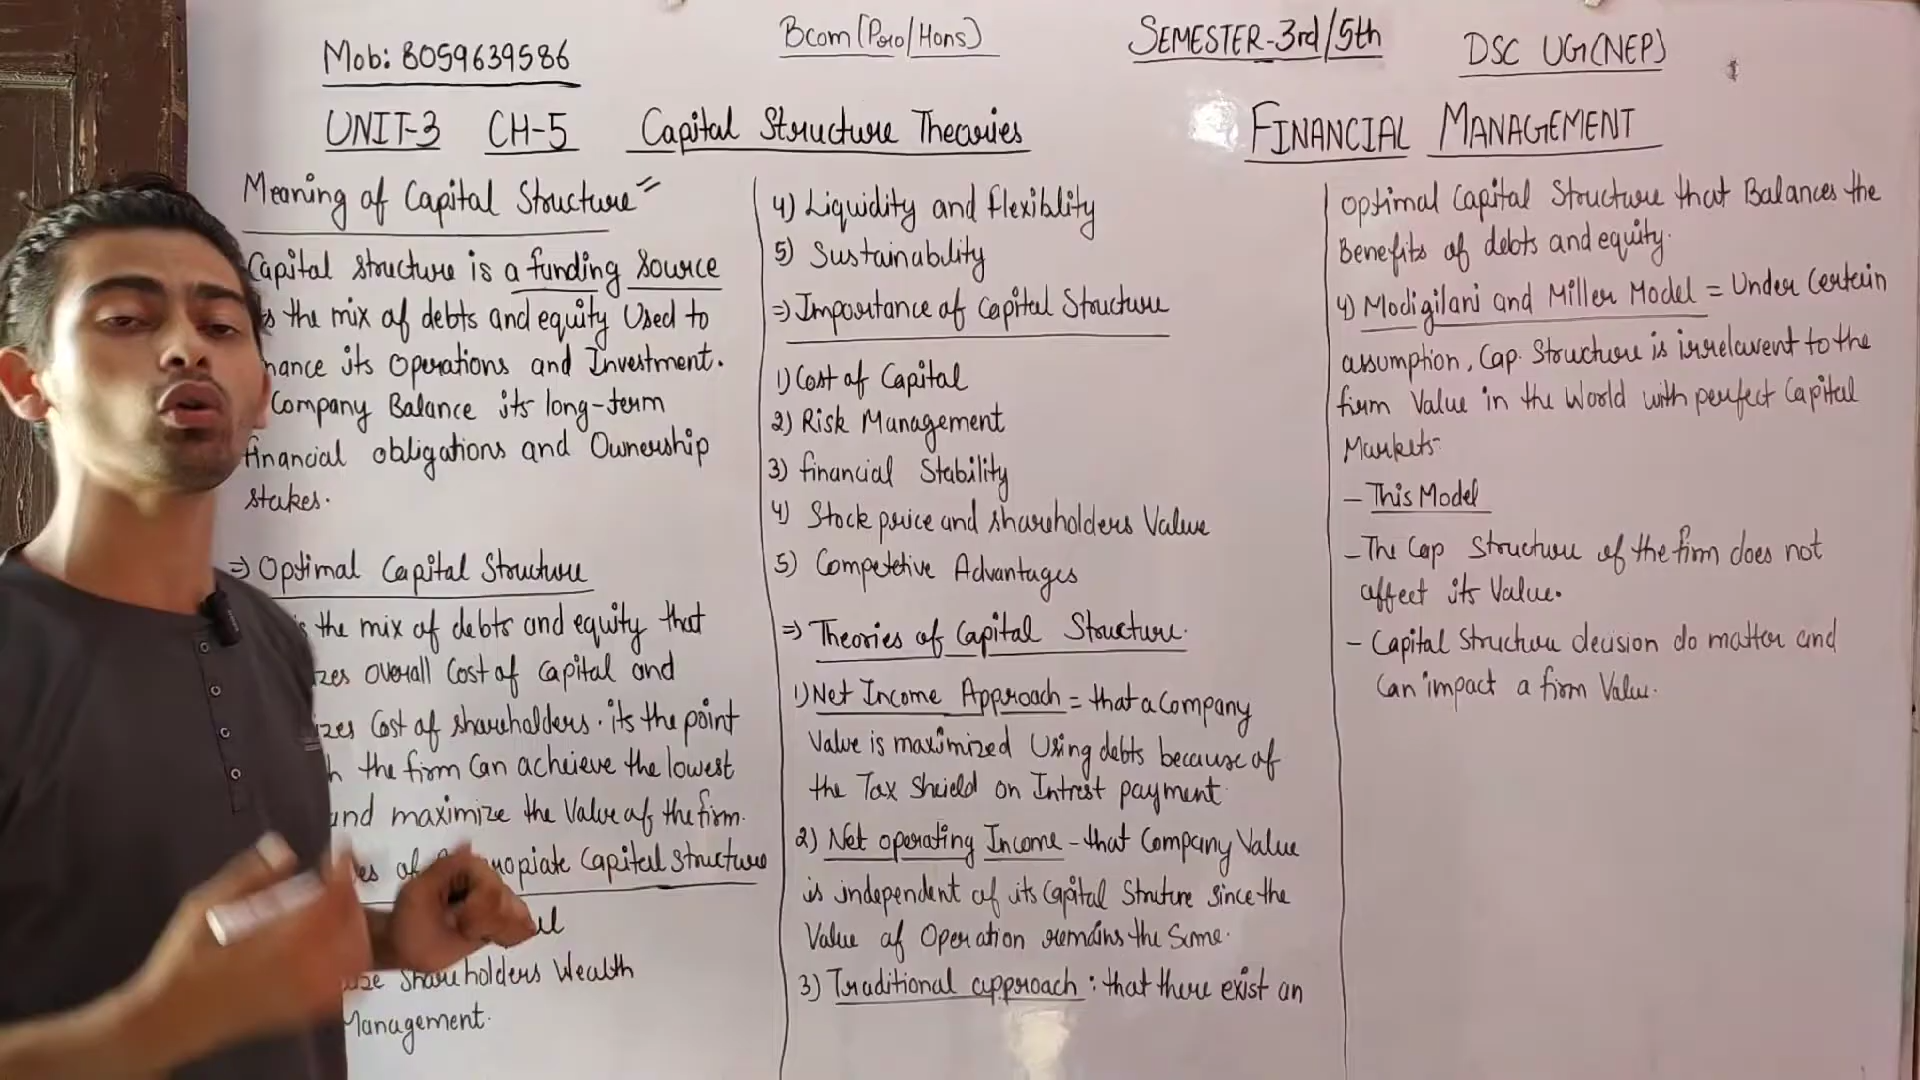 Mob: 8059639586
Bcom(Pro/Hons)
SEMESTER-3rd/5th
DSC UG(NEP)
UNIT-3 CH-5 Capital Structure Theories
FINANCIAL MANAGEMENT
Meaning of Capital Structure
Capital structure is a funding source
the mix of debts and equity Used to
its Operations and Investment.
Company Balance its long-term
financial obligations and Ownership
stakes.
=> Optimal Capital Structure
the mix of debts and equity that
overall Cost of Capital and
Cost of shareholders. its the point
the firm Can acheieve the lowest
and maximize the Value of the firm.
of Capital structure
Shareholders Wealth
Management.
4) Liquidity and flexiblity
5) Sustainability
=> Importance of Capital Structure
1) Cost of Capital
2) Risk Management
3) financial Stability
4) Stock price and shareholders Value
5) Competetive Advantages
=> Theories of Capital Structure.
1) Net Income Approach = that a Company
Value is maximized Using debts because of
the Tax Sheild on Intrest payment
2) Net operating Income - that Company Value
is independent of its Capital Struture since the
Value of Operation remains the Same.
3) Traditional approach : that there exist an
Optimal Capital Structure that Balances the
Benefits of debts and equity.
4) Modigilani and Miller Model = Under Certain
assumption, Cap. Structure is irrelavent to the
firm Value in the World with perfect Capital
Markets
- This Model
- The Cap Structure of the firm does not
affect its Value.
- Capital Structure decision do matter and
Can impact a firm Value.